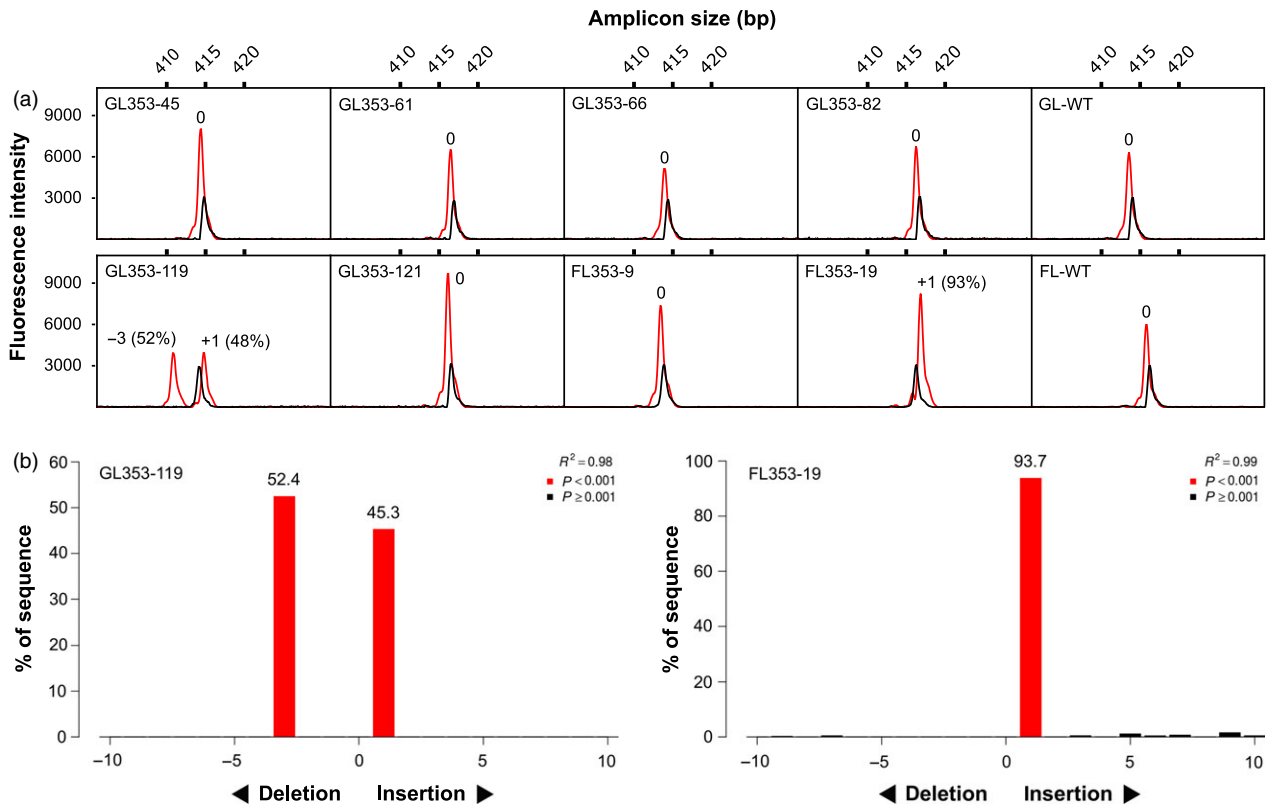 Amplicon size (bp)
410 415 420 410 415 420 410 415 420 410 415 420 410 415 420
(a)
Fluorescence intensity
9000
6000
3000
GL353-45
0
GL353-61
0
GL353-66
0
GL353-82
0
GL-WT
0
9000
6000
3000
GL353-119
−3 (52%)
+1 (48%)
GL353-121
0
FL353-9
0
FL353-19
+1 (93%)
FL-WT
0
(b)
% of sequence
60
50
40
30
20
10
0
GL353-119
52.4
45.3
R² = 0.98
P < 0.001
P ≥ 0.001
−10 −5 0 5 10
◀ Deletion Insertion ▶
% of sequence
100
80
60
40
20
0
FL353-19
93.7
R² = 0.99
P < 0.001
P ≥ 0.001
−10 −5 0 5 10
◀ Deletion Insertion ▶